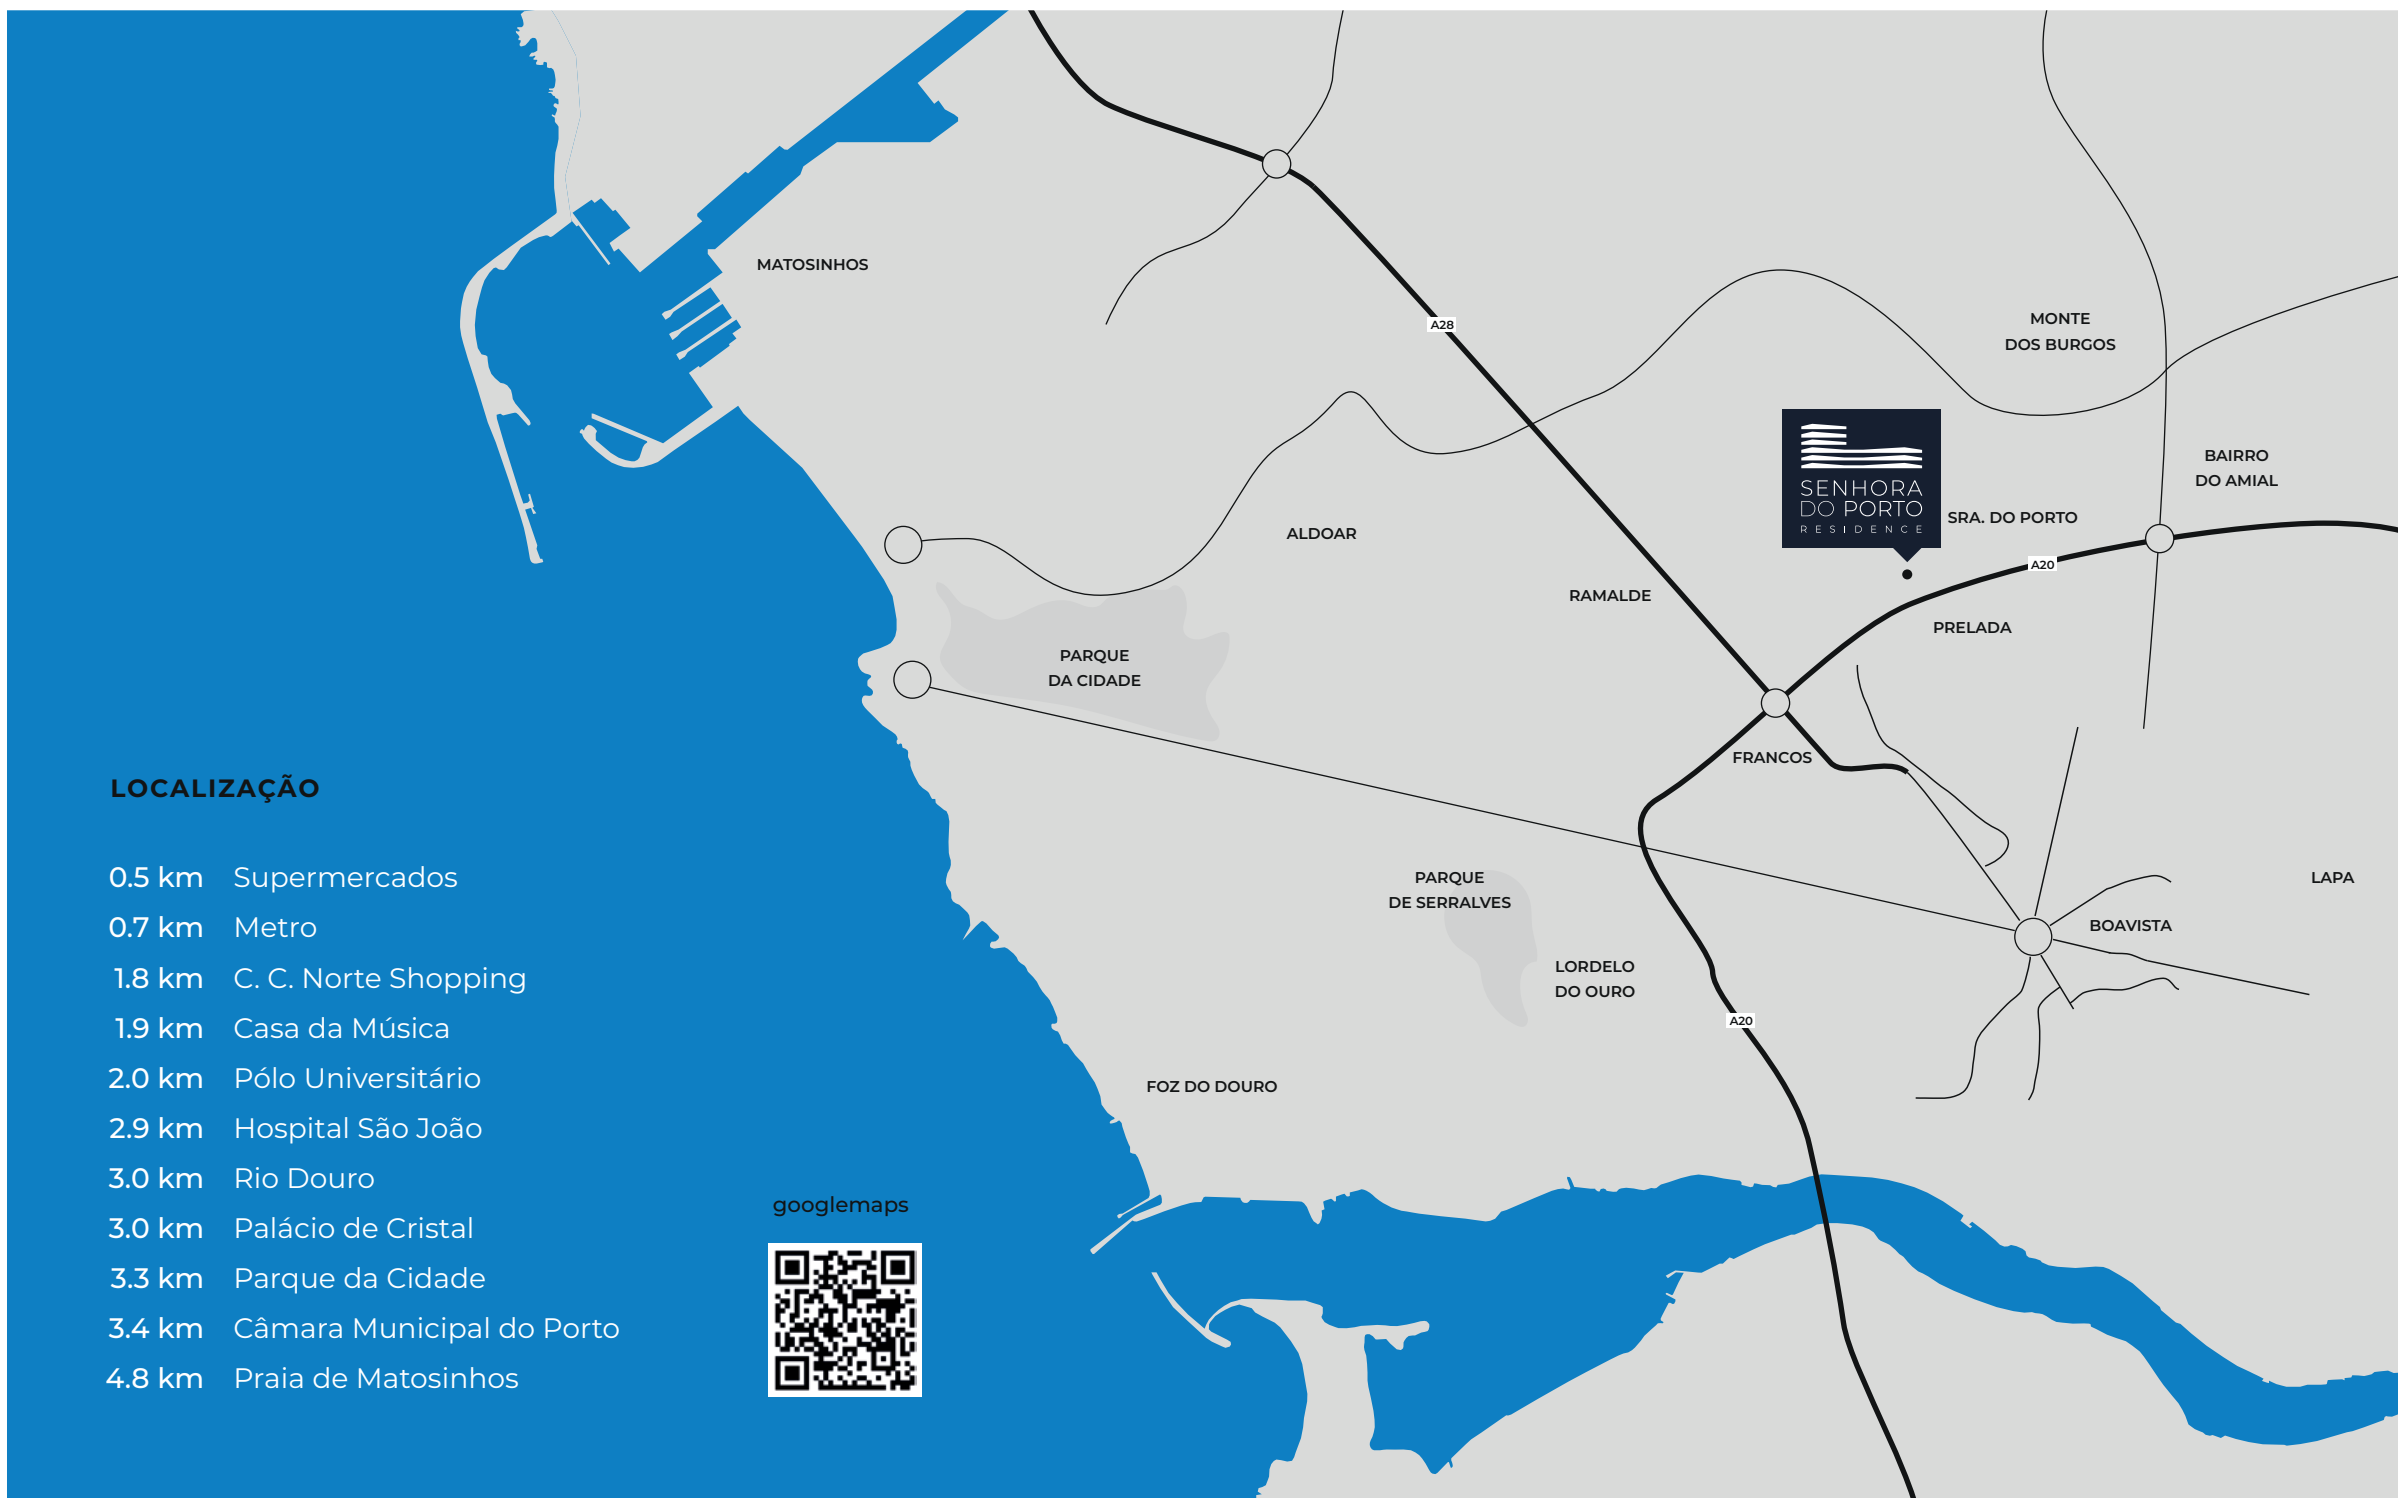 MATOSINHOS
A28
MONTE
DOS BURGOS
SENHORA
DO PORTO
RESIDENCE
BAIRRO
DO AMIAL
SRA. DO PORTO
ALDOAR
A20
RAMALDE
PRELADA
PARQUE
DA CIDADE
FRANCOS
PARQUE
DE SERRALVES
LAPA
BOAVISTA
LORDELO
DO OURO
A20
FOZ DO DOURO
LOCALIZAÇÃO
0.5 km Supermercados
0.7 km Metro
1.8 km C. C. Norte Shopping
1.9 km Casa da Música
2.0 km Pólo Universitário
2.9 km Hospital São João
3.0 km Rio Douro
3.0 km Palácio de Cristal
3.3 km Parque da Cidade
3.4 km Câmara Municipal do Porto
4.8 km Praia de Matosinhos
googlemaps